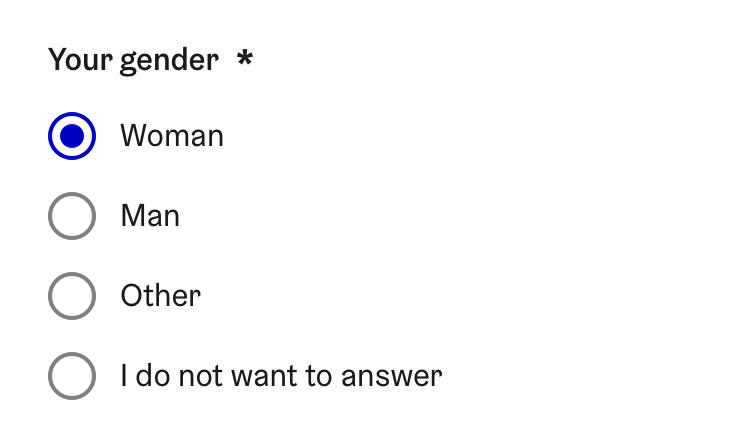 Your gender *
Woman
Man
Other
I do not want to answer